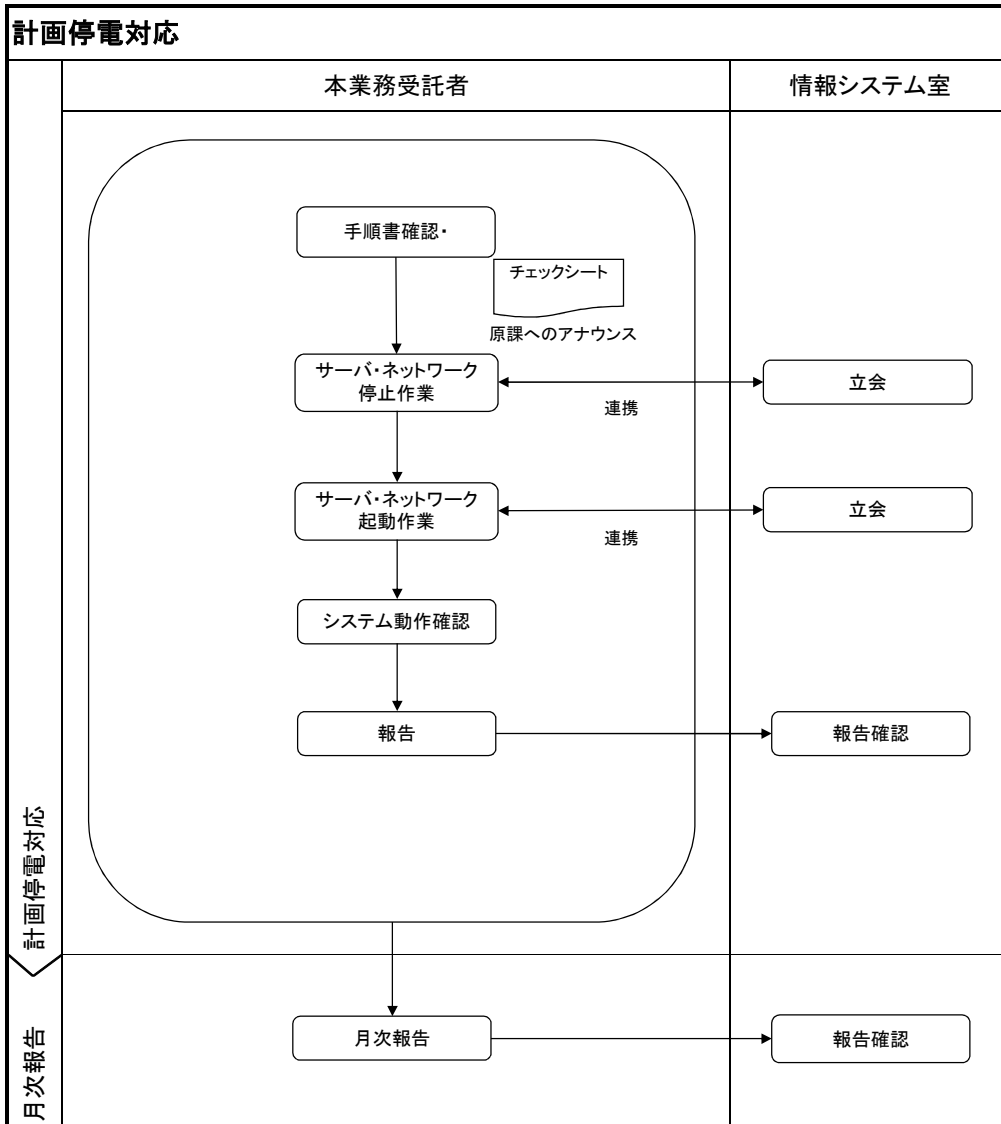 計画停電対応
本業務受託者
情報システム室
手順書確認・
チェックシート
原課へのアナウンス
サーバ・ネットワーク
停止作業
連携
立会
サーバ・ネットワーク
起動作業
連携
立会
システム動作確認
報告
報告確認
計画停電対応
月次報告
報告確認
月次報告